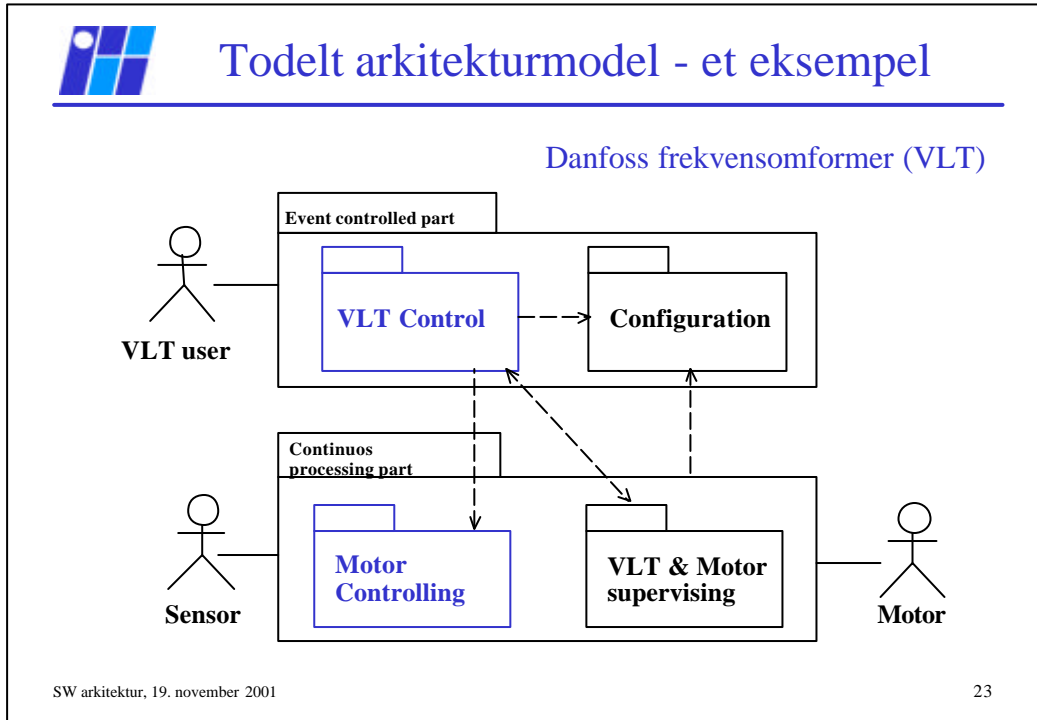 Todelt arkitekturmodel - et eksempel
Danfoss frekvensomformer (VLT)
Event controlled part
VLT Control
Configuration
VLT user
Continuos
processing part
Motor
Controlling
VLT & Motor
supervising
Sensor
Motor
SW arkitektur, 19. november 2001
23